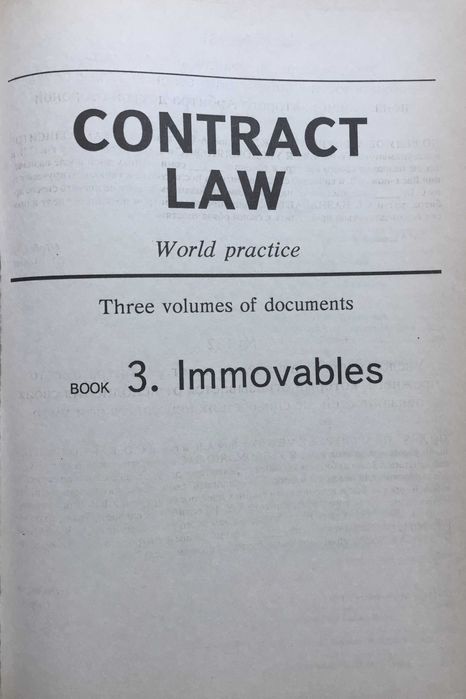 CONTRACT
LAW
World practice
Three volumes of documents
BOOK 3. Immovables